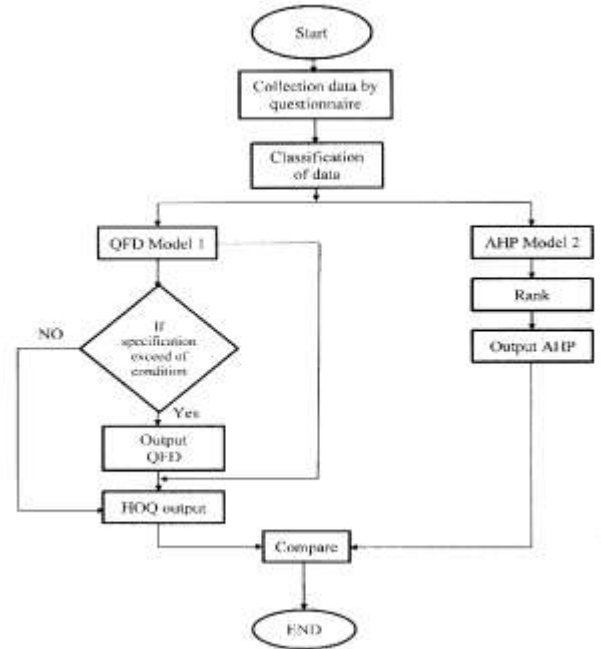 Start
Collection data by
questionnaire
Classification
of data
QFD Model 1
AHP Model 2
Rank
NO
If
specification
exceed of
condition
Output AHP
Yes
Output
QFD
HOQ output
Compare
END